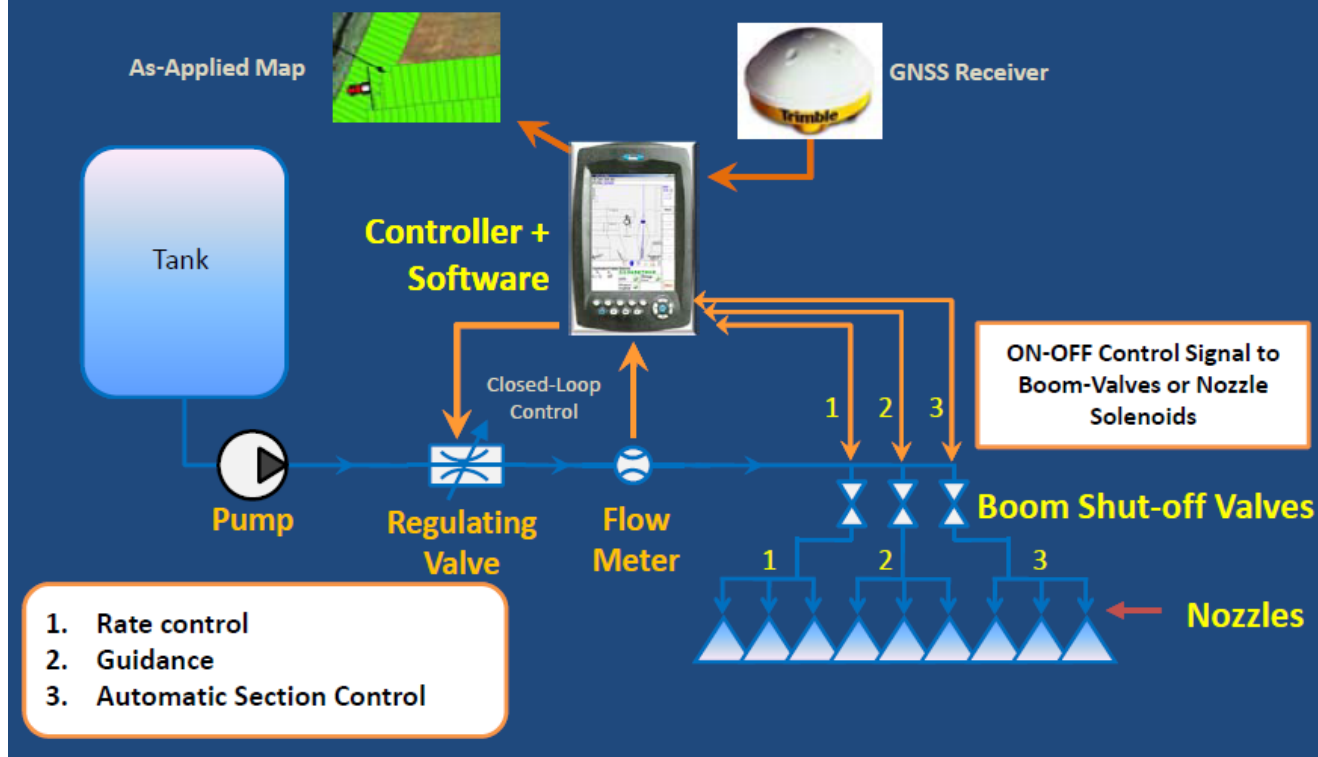 As-Applied Map
GNSS Receiver
Trimble
Controller +
Software
Tank
Closed-Loop
Control
1 2 3
ON-OFF Control Signal to
Boom-Valves or Nozzle
Solenoids
Pump
Regulating
Valve
Flow
Meter
Boom Shut-off Valves
1 2 3
Nozzles
1. Rate control
2. Guidance
3. Automatic Section Control